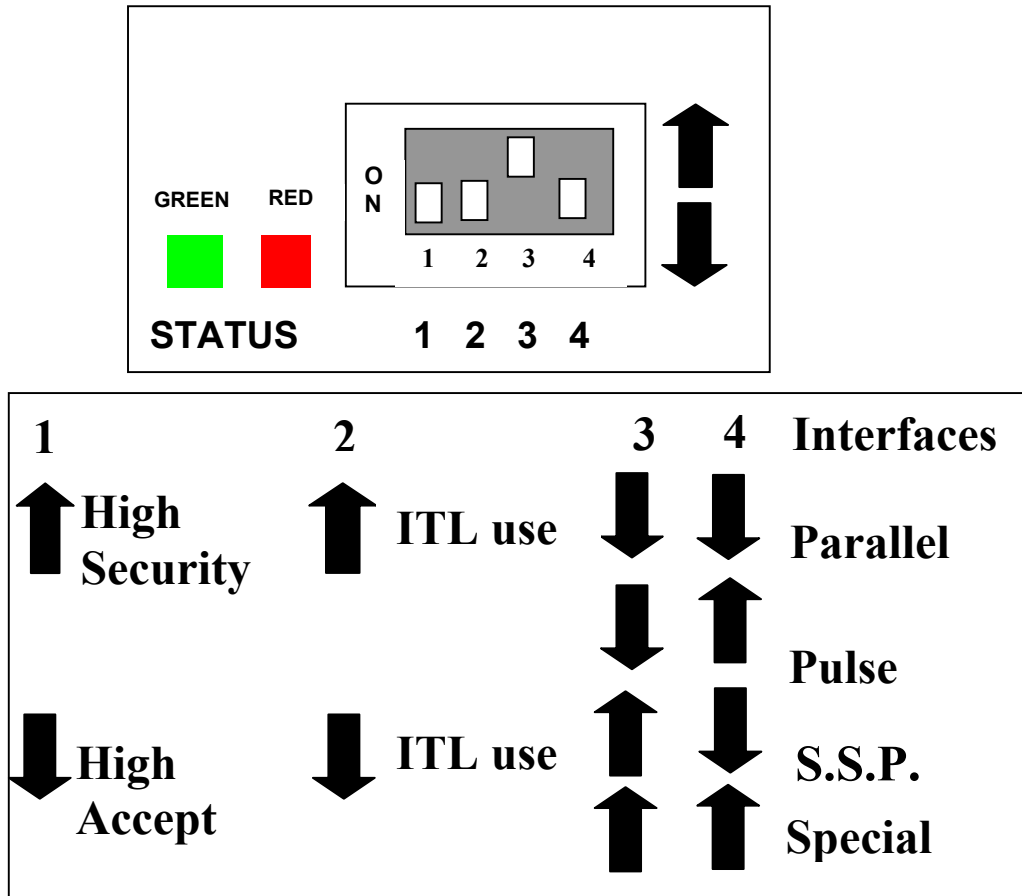 O
N
GREEN RED
1 2 3 4
STATUS 1 2 3 4
1 2 3 4 Interfaces
High
Security
ITL use
Parallel
Pulse
High
Accept
ITL use
S.S.P.
Special